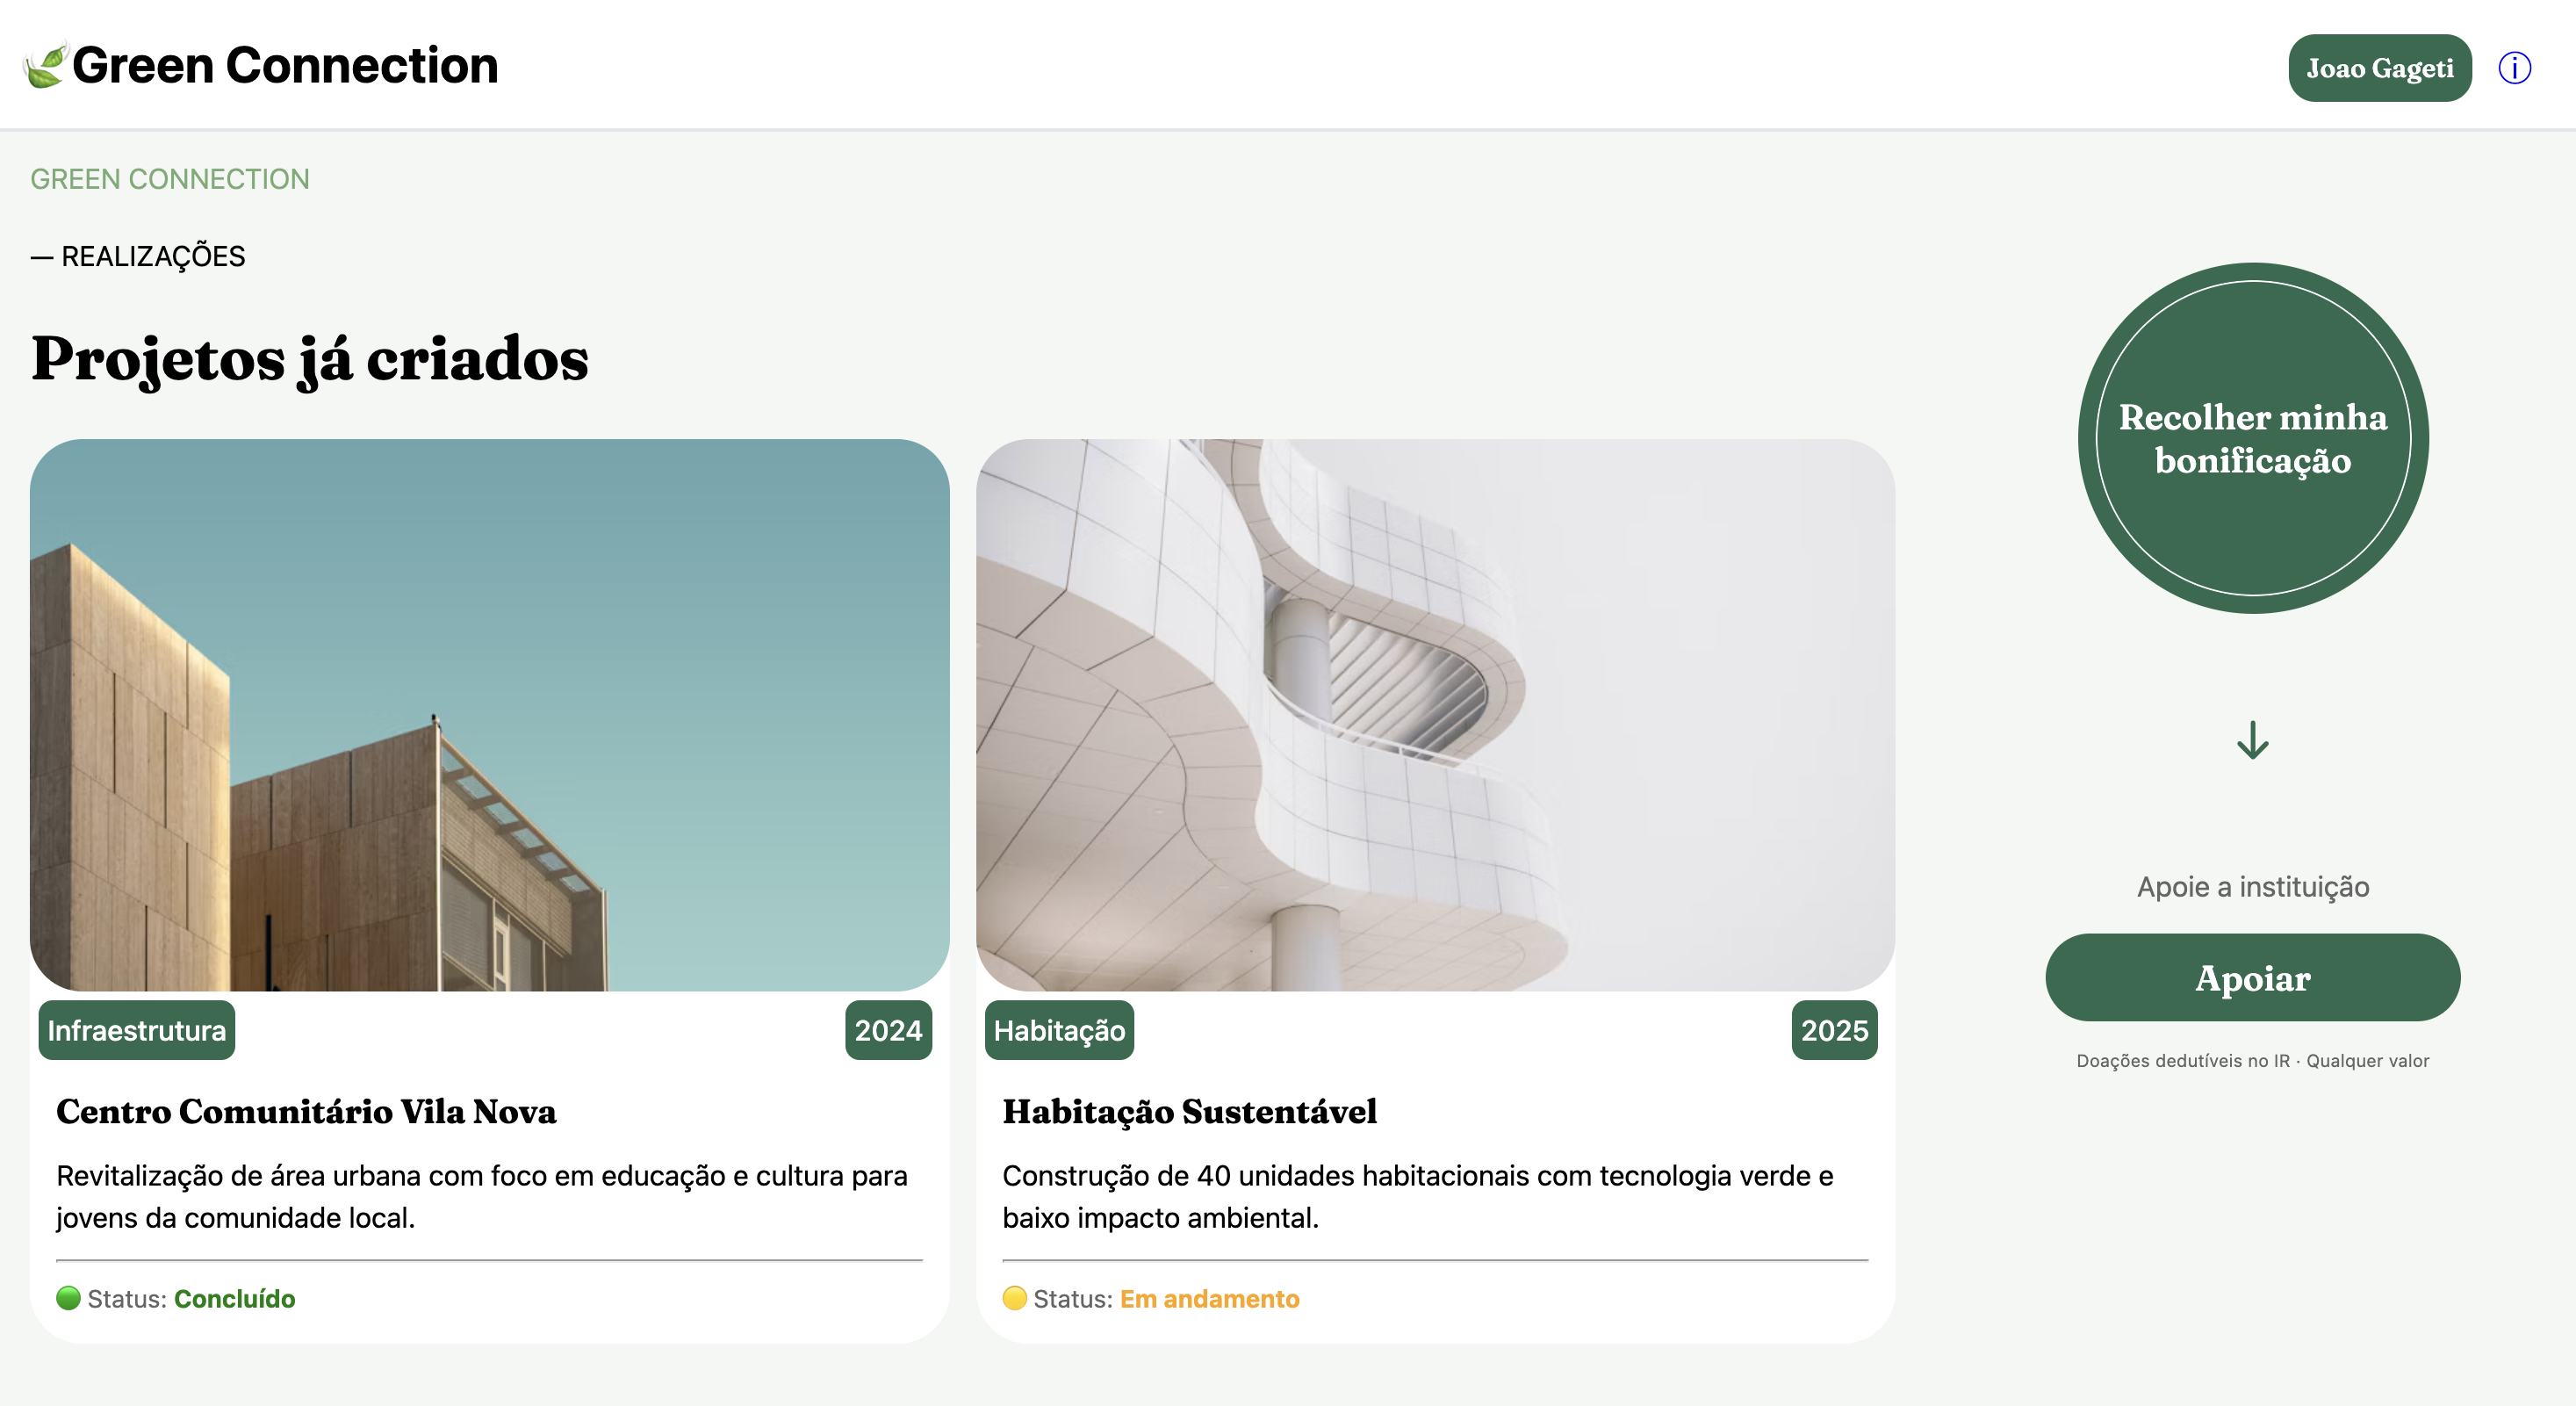 Green Connection
Joao Gageti
GREEN CONNECTION
— REALIZAÇÕES
Projetos já criados
Infraestrutura
2024
Centro Comunitário Vila Nova
Revitalização de área urbana com foco em educação e cultura para
jovens da comunidade local.
Status: Concluído
Habitação
2025
Habitação Sustentável
Construção de 40 unidades habitacionais com tecnologia verde e
baixo impacto ambiental.
Status: Em andamento
Recolher minha
bonificação
Apoie a instituição
Apoiar
Doações dedutíveis no IR · Qualquer valor